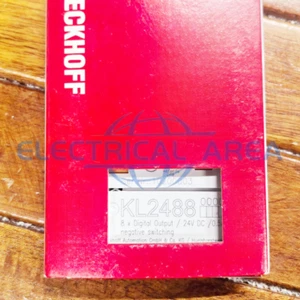 ECKHOFF
ELECTRICAL AREA
KL2488
8 x Digital Output / 24V DC /
negative switching